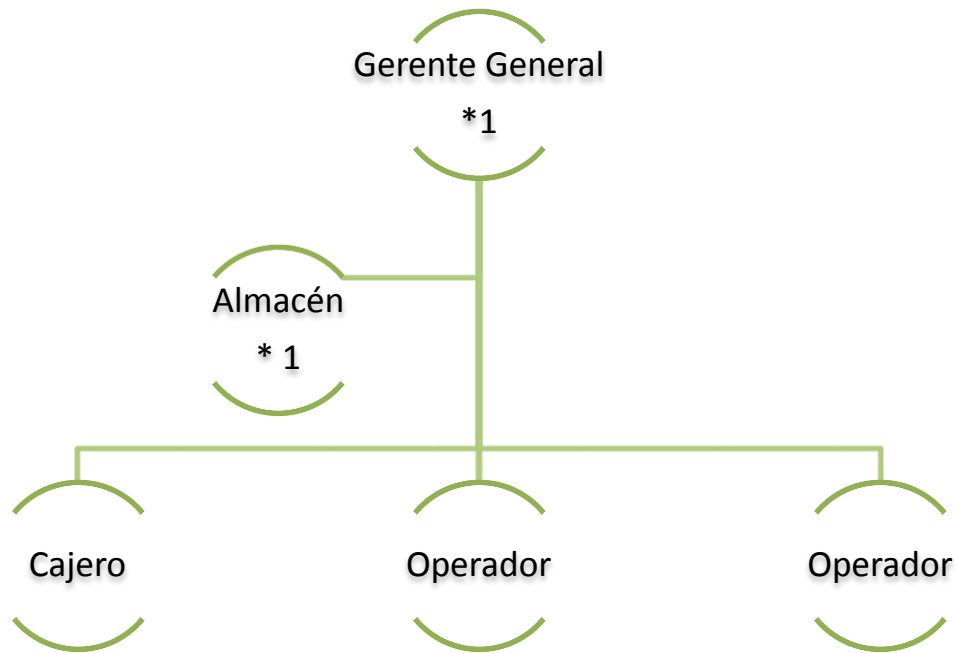 Gerente General
*1
Almacén
* 1
Cajero
Operador
Operador